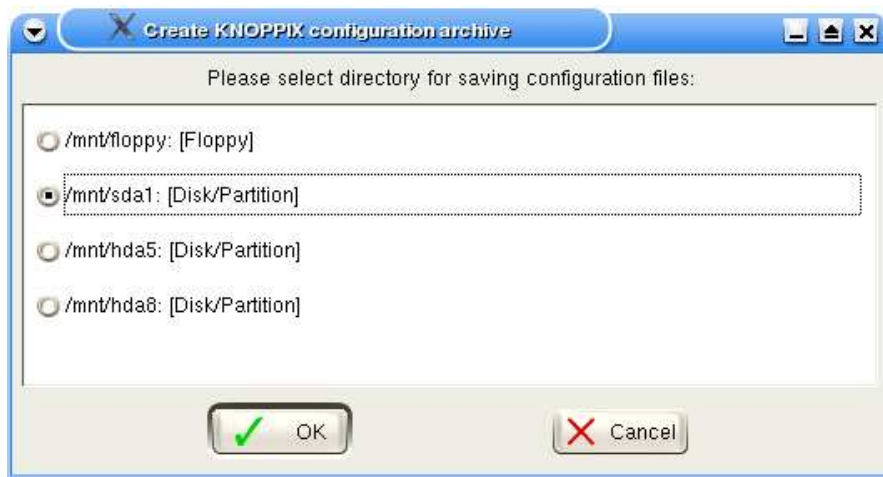 Create KNOPPIX configuration archive
Please select directory for saving configuration files:
/mnt/floppy: [Floppy]
/mnt/sda1: [Disk/Partition]
/mnt/hda5: [Disk/Partition]
/mnt/hda8: [Disk/Partition]
OK Cancel